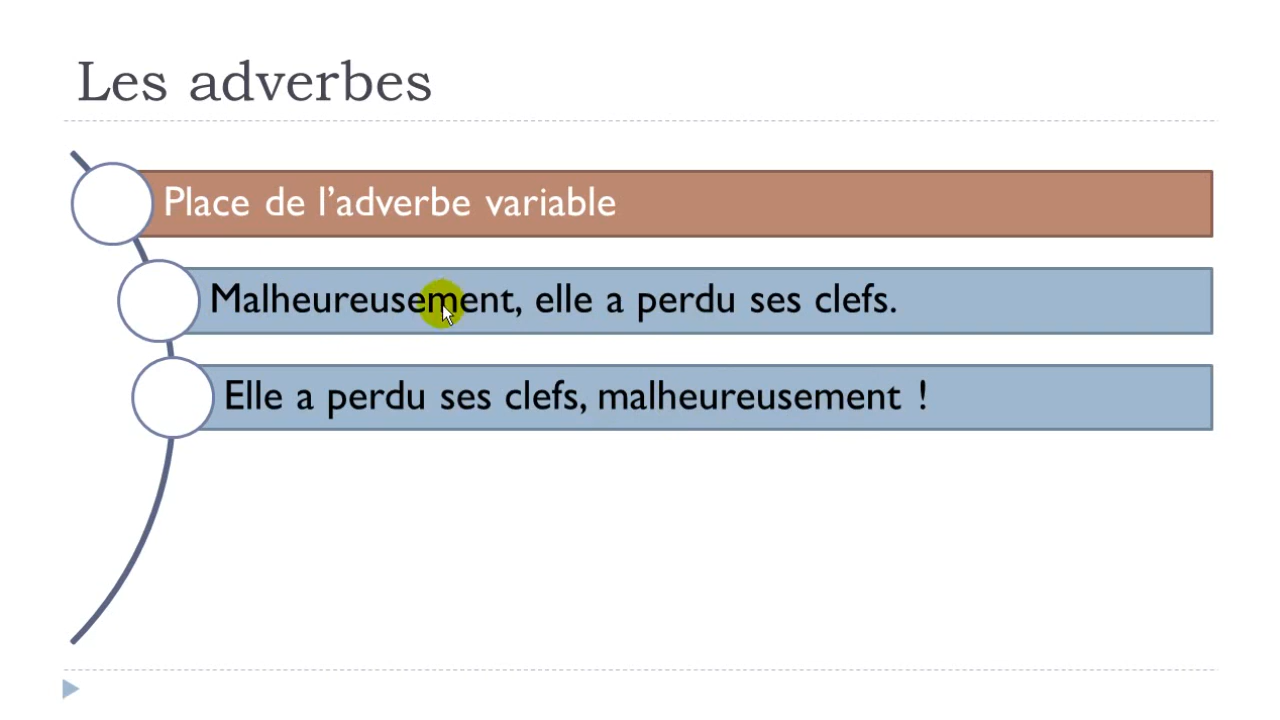 Les adverbes
Place de l’adverbe variable
Malheureusement, elle a perdu ses clefs.
Elle a perdu ses clefs, malheureusement !